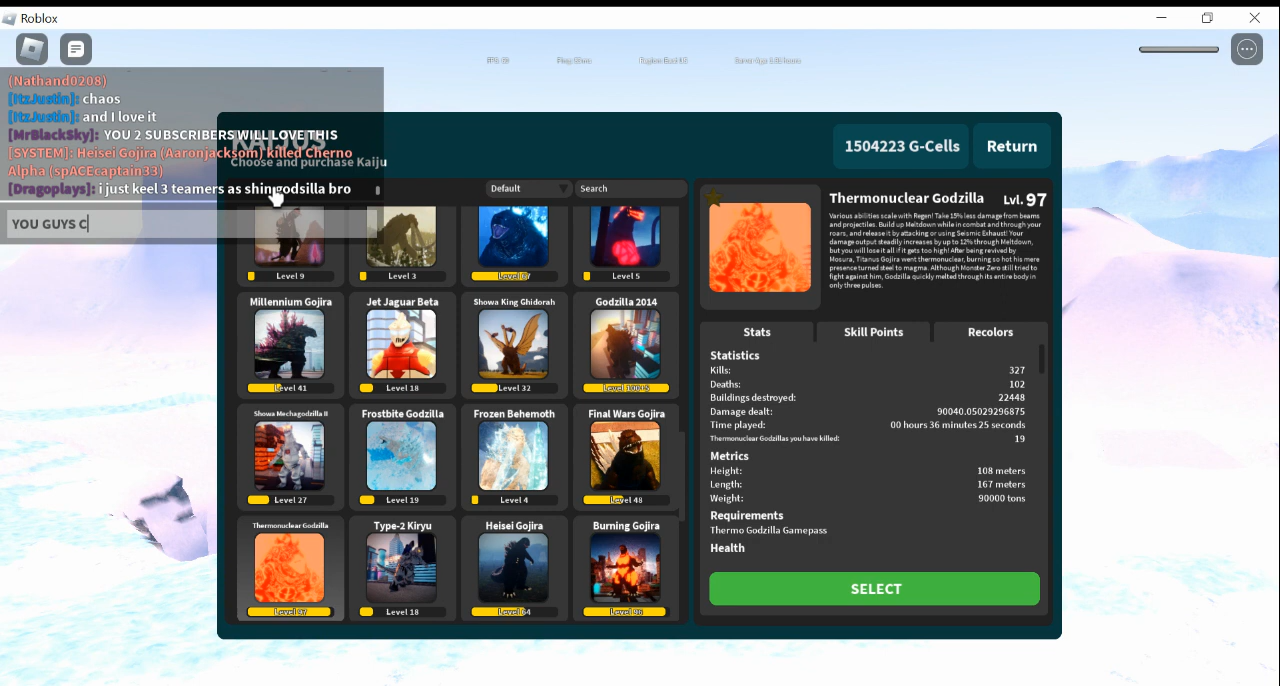 Roblox
(Nathand0208)
[ItzJustin]: chaos
[ItzJustin]: and I love it
[MrBlackSky]: YOU 2 SUBSCRIBERS WILL LOVE THIS
[SYSTEM]: Heisei Gojira (Aaronjacksom) killed Cherno
Alpha (spACEcaptain33)
[Dragoplays]: i just keel 3 teamers as shin godsilla bro
YOU GUYS C
KAIJUS
Choose and purchase Kaiju
1504223 G-Cells
Return
Default
Search
Level 9
Level 3
Level 5
Millennium Gojira
Jet Jaguar Beta
Showa King Ghidorah
Godzilla 2014
Level 41
Level 18
Level 32
Showa Mechagodzilla II
Frostbite Godzilla
Frozen Behemoth
Final Wars Gojira
Level 27
Level 19
Level 4
Level 48
Thermonuclear Godzilla
Type-2 Kiryu
Heisei Gojira
Burning Gojira
Level 97
Level 18
Level 64
Level 96
Thermonuclear Godzilla
Lvl. 97
Various abilities scale with Regen! Take 15% less damage from beams
and projectiles. Build up Meltdown while in combat and through your
roars, and release it by attacking or using Seismic Exhaust! Your
damage output steadily increases by up to 12% through Meltdown,
but you will lose it all if it gets too high! After being revived by
Mosura, Titanus Gojira went thermonuclear, burning so hot his mere
presence turned steel to magma. Although Monster Zero still tried to
fight against him, Godzilla quickly melted through its entire body in
only three pulses.
Stats
Skill Points
Recolors
Statistics
Kills: 327
Deaths: 102
Buildings destroyed: 22448
Damage dealt: 90040.05029296875
Time played: 00 hours 36 minutes 25 seconds
Thermonuclear Godzillas you have killed: 19
Metrics
Height: 108 meters
Length: 167 meters
Weight: 90000 tons
Requirements
Thermo Godzilla Gamepass
Health
SELECT